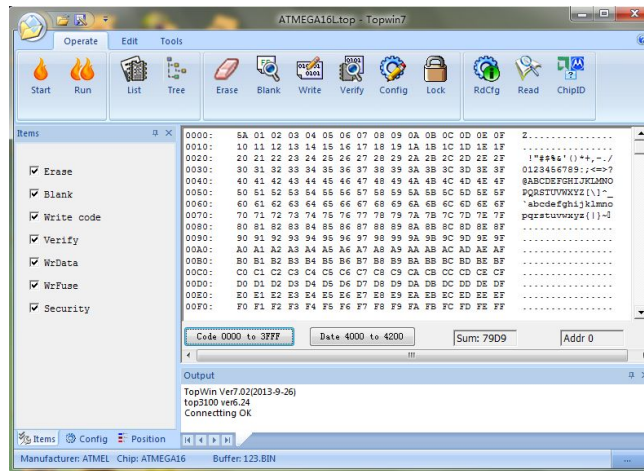 ATMEGA16L.top - Topwin7
Operate Edit Tools
Start Run List Tree Erase Blank Write Verify Config Lock RdCfg Read ChipID
Items
Erase
Blank
Write code
Verify
WrData
WrFuse
Security
0000: 5A 01 02 03 04 05 06 07 08 09 0A 0B 0C 0D 0E 0F Z...............
0010: 10 11 12 13 14 15 16 17 18 19 1A 1B 1C 1D 1E 1F ................
0020: 20 21 22 23 24 25 26 27 28 29 2A 2B 2C 2D 2E 2F  !"#$%&'()*+,-./
0030: 30 31 32 33 34 35 36 37 38 39 3A 3B 3C 3D 3E 3F 0123456789:;<=>?
0040: 40 41 42 43 44 45 46 47 48 49 4A 4B 4C 4D 4E 4F @ABCDEFGHIJKLMNO
0050: 50 51 52 53 54 55 56 57 58 59 5A 5B 5C 5D 5E 5F PQRSTUVWXYZ[\]^_
0060: 60 61 62 63 64 65 66 67 68 69 6A 6B 6C 6D 6E 6F `abcdefghijklmno
0070: 70 71 72 73 74 75 76 77 78 79 7A 7B 7C 7D 7E 7F pqrstuvwxyz{|}~
0080: 80 81 82 83 84 85 86 87 88 89 8A 8B 8C 8D 8E 8F ................
0090: 90 91 92 93 94 95 96 97 98 99 9A 9B 9C 9D 9E 9F ................
00A0: A0 A1 A2 A3 A4 A5 A6 A7 A8 A9 AA AB AC AD AE AF ................
00B0: B0 B1 B2 B3 B4 B5 B6 B7 B8 B9 BA BB BC BD BE BF ................
00C0: C0 C1 C2 C3 C4 C5 C6 C7 C8 C9 CA CB CC CD CE CF ................
00D0: D0 D1 D2 D3 D4 D5 D6 D7 D8 D9 DA DB DC DD DE DF ................
00E0: E0 E1 E2 E3 E4 E5 E6 E7 E8 E9 EA EB EC ED EE EF ................
00F0: F0 F1 F2 F3 F4 F5 F6 F7 F8 F9 FA FB FC FD FE FF ................
Code 0000 to 3FFF Date 4000 to 4200 Sum: 79D9 Addr 0
Output
TopWin Ver7.02(2013-9-26)
top3100 ver6.24
Connectting OK
Items Config Position
Manufacturer: ATMEL Chip: ATMEGA16 Buffer: 123.BIN ...